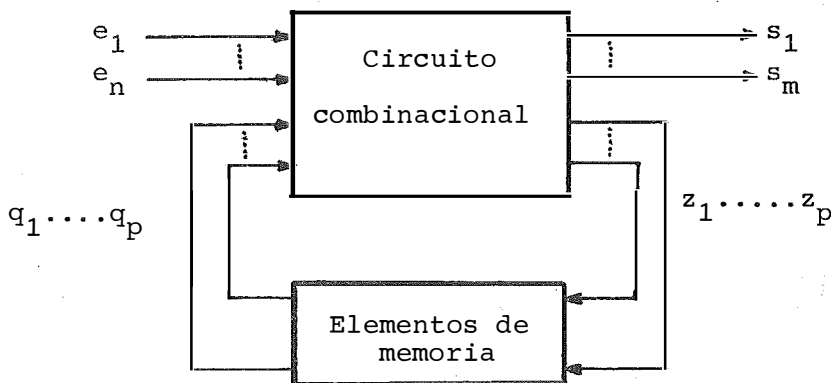 e1
en
Circuito
combinacional
s1
sm
q1....qp
z1.....zp
Elementos de
memoria